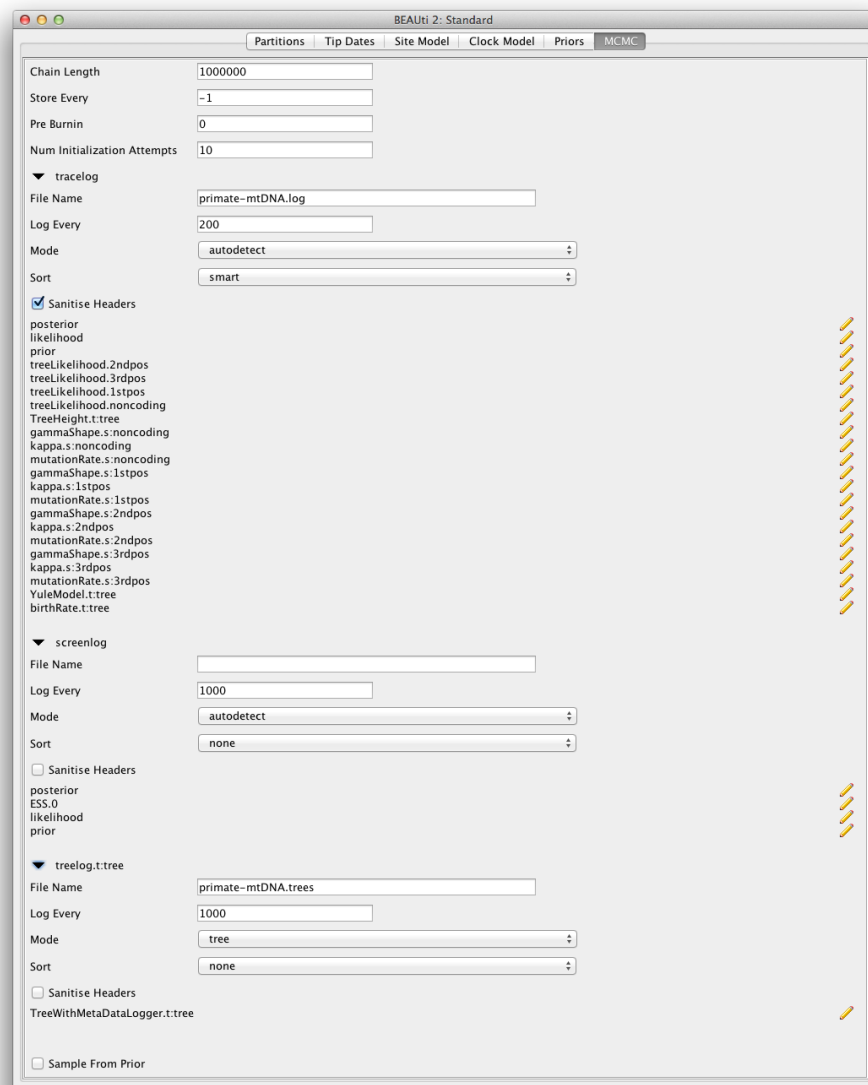 BEAUti 2: Standard
Partitions Tip Dates Site Model Clock Model Priors MCMC
Chain Length 1000000
Store Every -1
Pre Burnin 0
Num Initialization Attempts 10
tracelog
File Name primate-mtDNA.log
Log Every 200
Mode autodetect
Sort smart
Sanitise Headers
posterior
likelihood
prior
treeLikelihood.2ndpos
treeLikelihood.3rdpos
treeLikelihood.1stpos
treeLikelihood.noncoding
TreeHeight.t:tree
gammaShape.s:noncoding
kappa.s:noncoding
mutationRate.s:noncoding
gammaShape.s:1stpos
kappa.s:1stpos
mutationRate.s:1stpos
gammaShape.s:2ndpos
kappa.s:2ndpos
mutationRate.s:2ndpos
gammaShape.s:3rdpos
kappa.s:3rdpos
mutationRate.s:3rdpos
YuleModel.t:tree
birthRate.t:tree
screenlog
File Name
Log Every 1000
Mode autodetect
Sort none
Sanitise Headers
posterior
ESS.0
likelihood
prior
treelog.t:tree
File Name primate-mtDNA.trees
Log Every 1000
Mode tree
Sort none
Sanitise Headers
TreeWithMetaDataLogger.t:tree
Sample From Prior